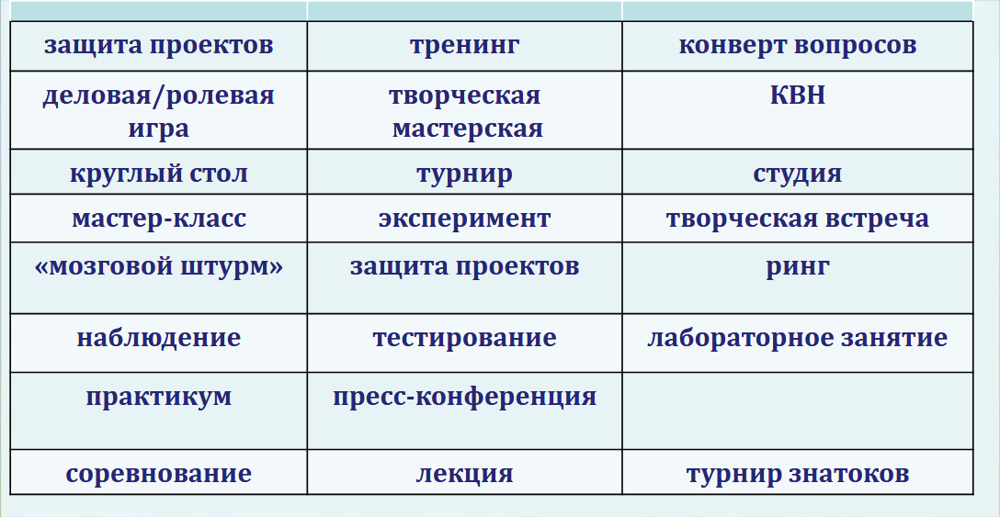 защита проектов
тренинг
конверт вопросов
деловая/ролевая
игра
творческая
мастерская
КВН
круглый стол
турнир
студия
мастер-класс
эксперимент
творческая встреча
«мозговой штурм»
защита проектов
ринг
наблюдение
тестирование
лабораторное занятие
практикум
пресс-конференция
соревнование
лекция
турнир знатоков